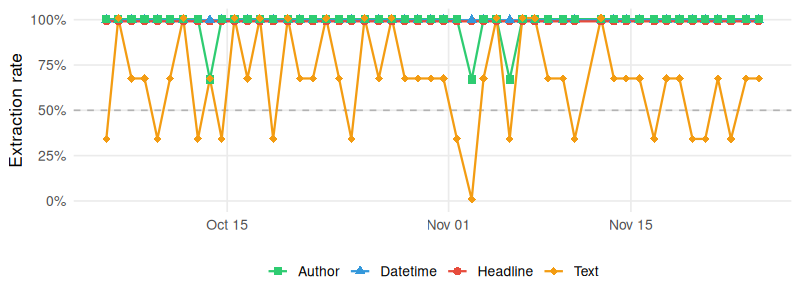 Extraction rate
100%
75%
50%
25%
0%
Oct 15
Nov 01
Nov 15
Author
Datetime
Headline
Text